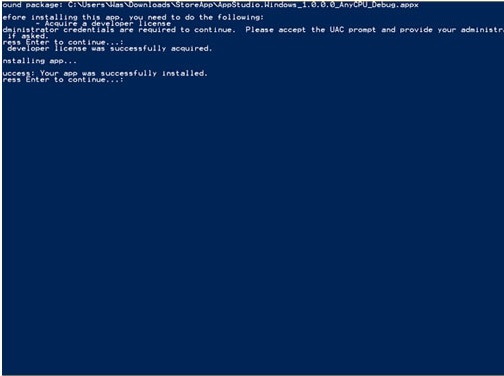 ound package: C:\Users\Was\Downloads\StoreApp\AppStudio.Windows_1.0.0.0_AnyCPU_Debug.appx
efore installing this app, you need to do the following:
- Acquire a developer license
dministrator credentials are required to continue.  Please accept the UAC prompt and provide your administra
if asked.
ress Enter to continue...:
developer license was successfully acquired.
nstalling app...
uccess: Your app was successfully installed.
ress Enter to continue...: